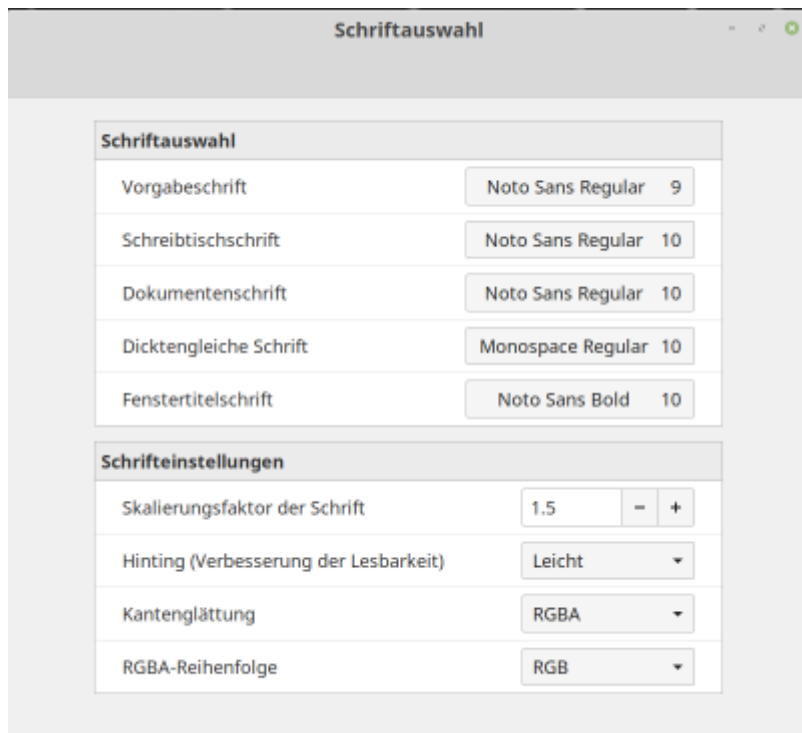 Schriftauswahl
Schriftauswahl
Vorgabeschrift Noto Sans Regular 9
Schreibtischschrift Noto Sans Regular 10
Dokumentenschrift Noto Sans Regular 10
Dicktengleiche Schrift Monospace Regular 10
Fenstertitelschrift Noto Sans Bold 10
Schrifteinstellungen
Skalierungsfaktor der Schrift 1.5 − +
Hinting (Verbesserung der Lesbarkeit) Leicht
Kantenglättung RGBA
RGBA-Reihenfolge RGB